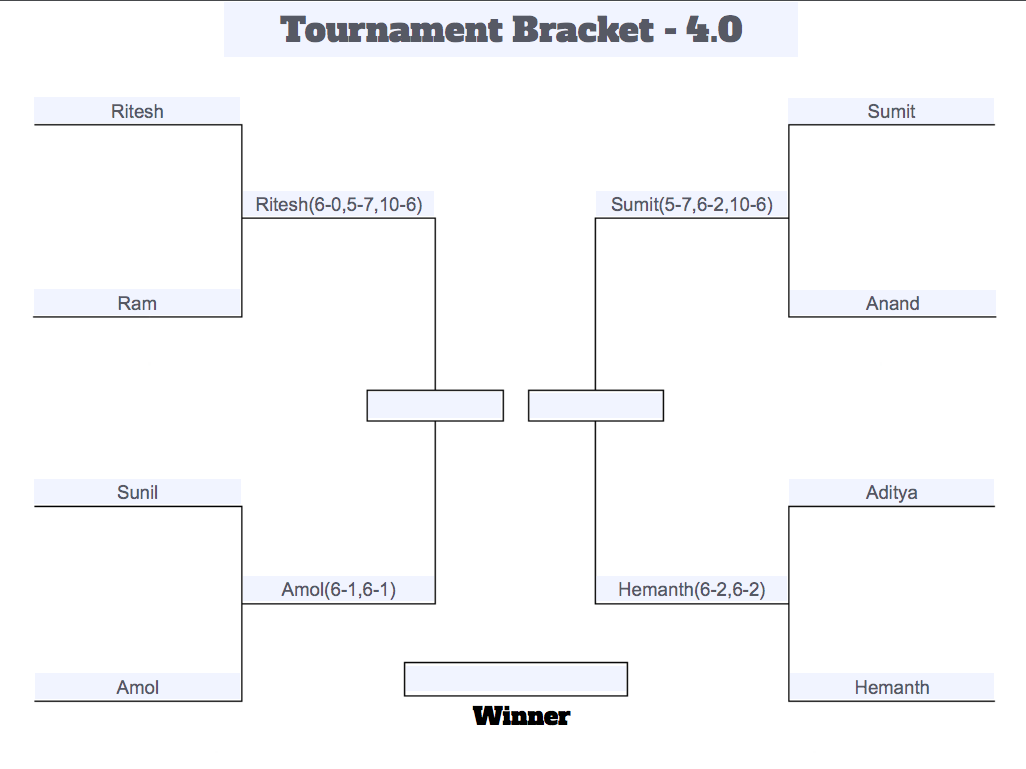 Tournament Bracket - 4.0
Ritesh
Sumit
Ritesh(6-0,5-7,10-6)
Sumit(5-7,6-2,10-6)
Ram
Anand
Sunil
Aditya
Amol(6-1,6-1)
Hemanth(6-2,6-2)
Amol
Hemanth
Winner